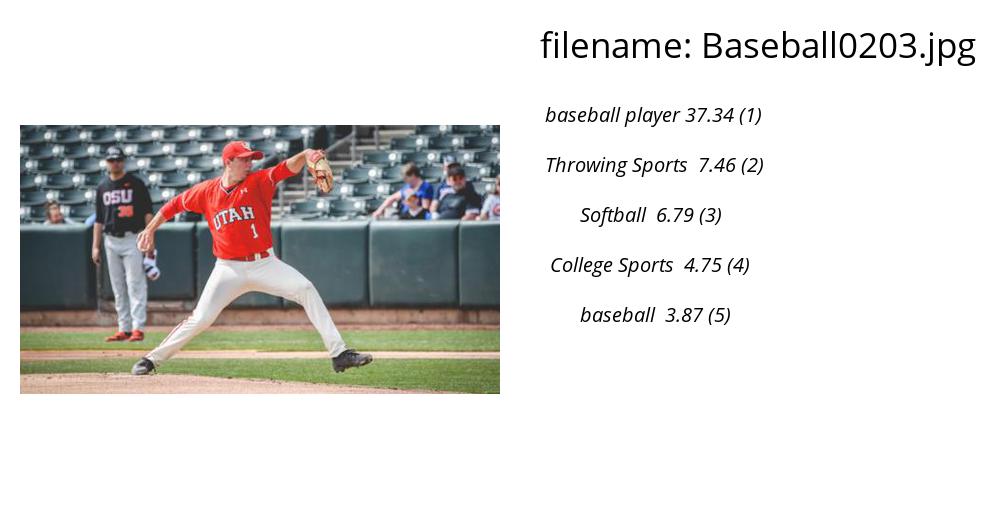 filename: Baseball0203.jpg
baseball player 37.34 (1)
Throwing Sports 7.46 (2)
Softball 6.79 (3)
College Sports 4.75 (4)
baseball 3.87 (5)
OSU
UTAH
1